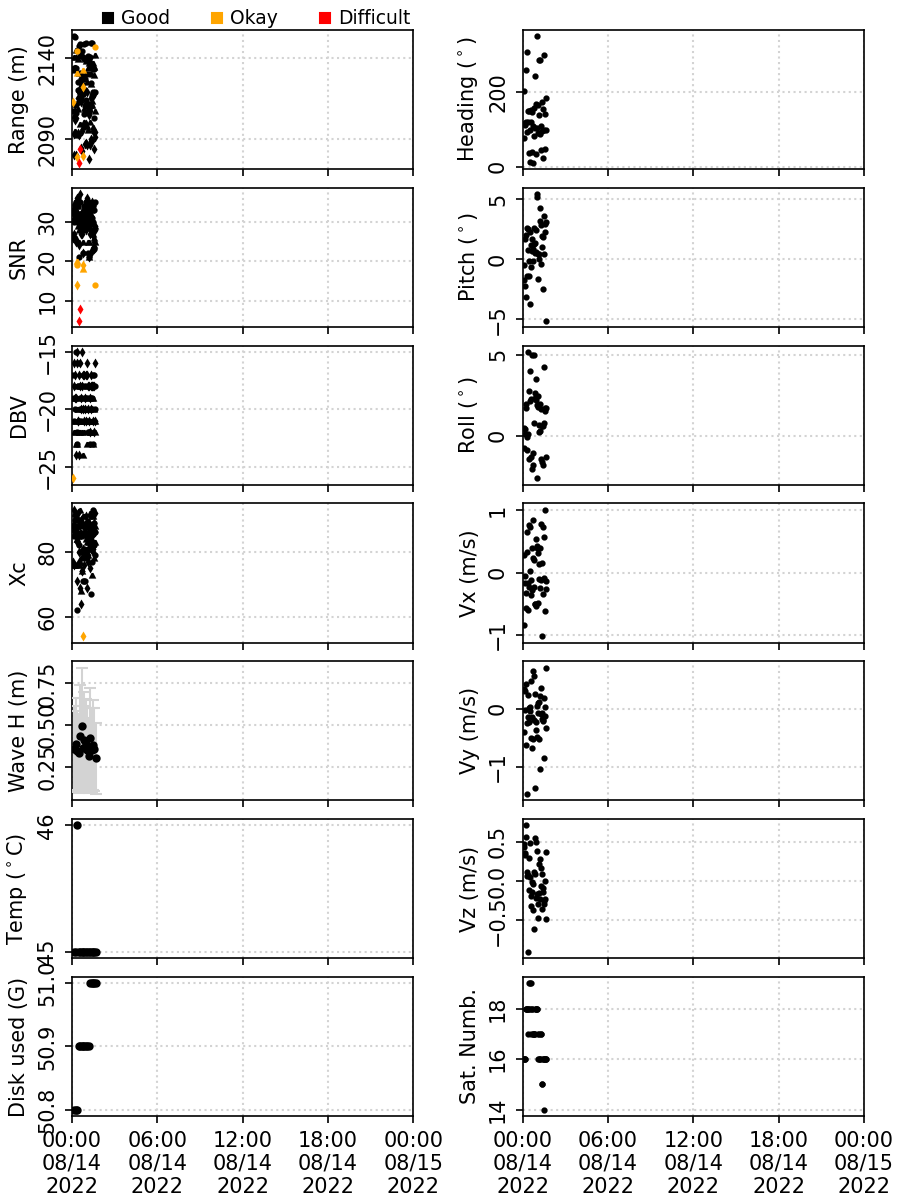 Good Okay Difficult
Range (m)
2140
2090
Heading (°)
200
0
SNR
30
20
10
Pitch (°)
5
0
−5
DBV
−15
−20
−25
Roll (°)
5
0
Xc
80
60
Vx (m/s)
1
0
−1
Wave H (m)
0.75
0.50
0.25
Vy (m/s)
0
−1
Temp (°C)
46
45
Vz (m/s)
0.5
0.0
−0.5
Disk used (G)
51.0
50.9
50.8
Sat. Numb.
18
16
14
00:00 06:00 12:00 18:00 00:00
08/14 08/14 08/14 08/14 08/15
2022 2022 2022 2022 2022
00:00 06:00 12:00 18:00 00:00
08/14 08/14 08/14 08/14 08/15
2022 2022 2022 2022 2022